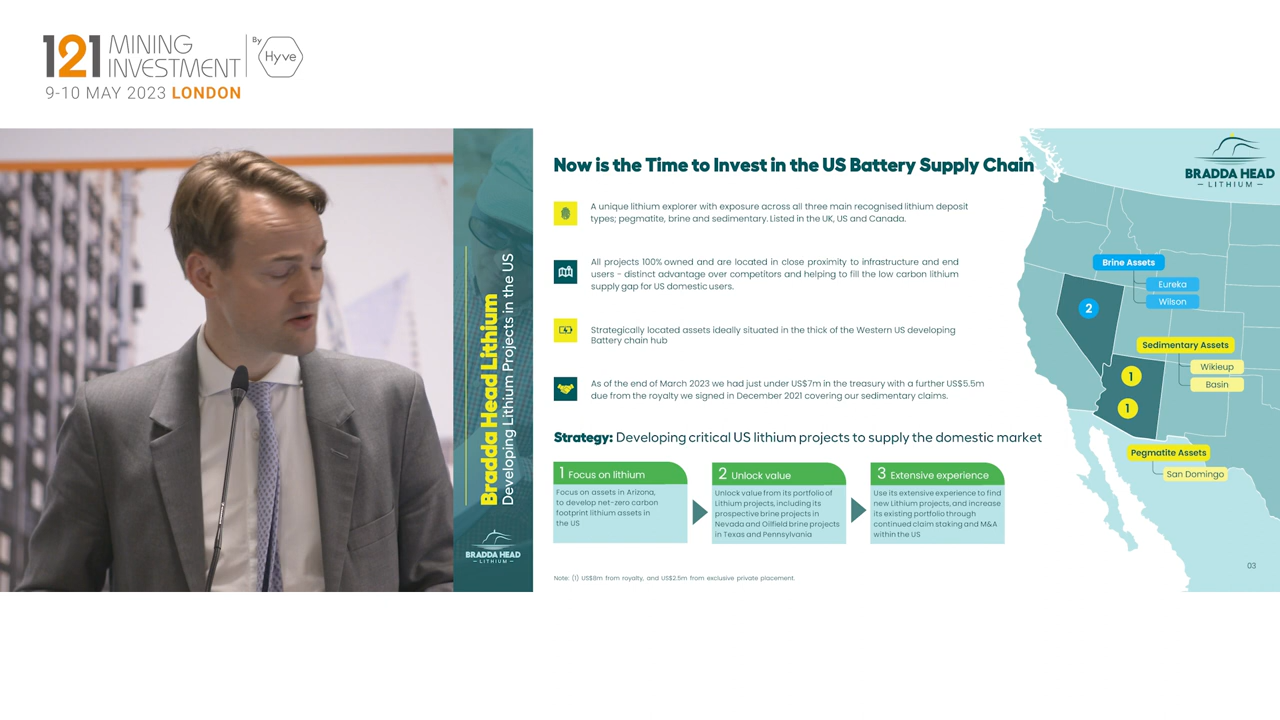 121 MINING
INVESTMENT
By
Hyve
9-10 MAY 2023 LONDON
Bradda Head Lithium
Developing Lithium Projects in the US
BRADDA HEAD
LITHIUM
Now is the Time to Invest in the US Battery Supply Chain
BRADDA HEAD
LITHIUM
A unique lithium explorer with exposure across all three main recognised lithium deposit
types; pegmatite, brine and sedimentary. Listed in the UK, US and Canada.
All projects 100% owned and are located in close proximity to infrastructure and end
users - distinct advantage over competitors and helping to fill the low carbon lithium
supply gap for US domestic users.
Strategically located assets ideally situated in the thick of the Western US developing
Battery chain hub
As of the end of March 2023 we had just under US$7m in the treasury with a further US$5.5m
due from the royalty we signed in December 2021 covering our sedimentary claims.
Brine Assets
Eureka
Wilson
2
Sedimentary Assets
Wikieup
Basin
1
1
Pegmatite Assets
San Domingo
Strategy: Developing critical US lithium projects to supply the domestic market
1 Focus on lithium
Focus on assets in Arizona,
to develop net-zero carbon
footprint lithium assets in
the US
2 Unlock value
Unlock value from its portfolio of
Lithium projects, including its
prospective brine projects in
Nevada and Oilfield brine projects
in Texas and Pennsylvania
3 Extensive experience
Use its extensive experience to find
new Lithium projects, and increase
its existing portfolio through
continued claim staking and M&A
within the US
Note: (1) US$8m from royalty, and US$2.5m from exclusive private placement.
03